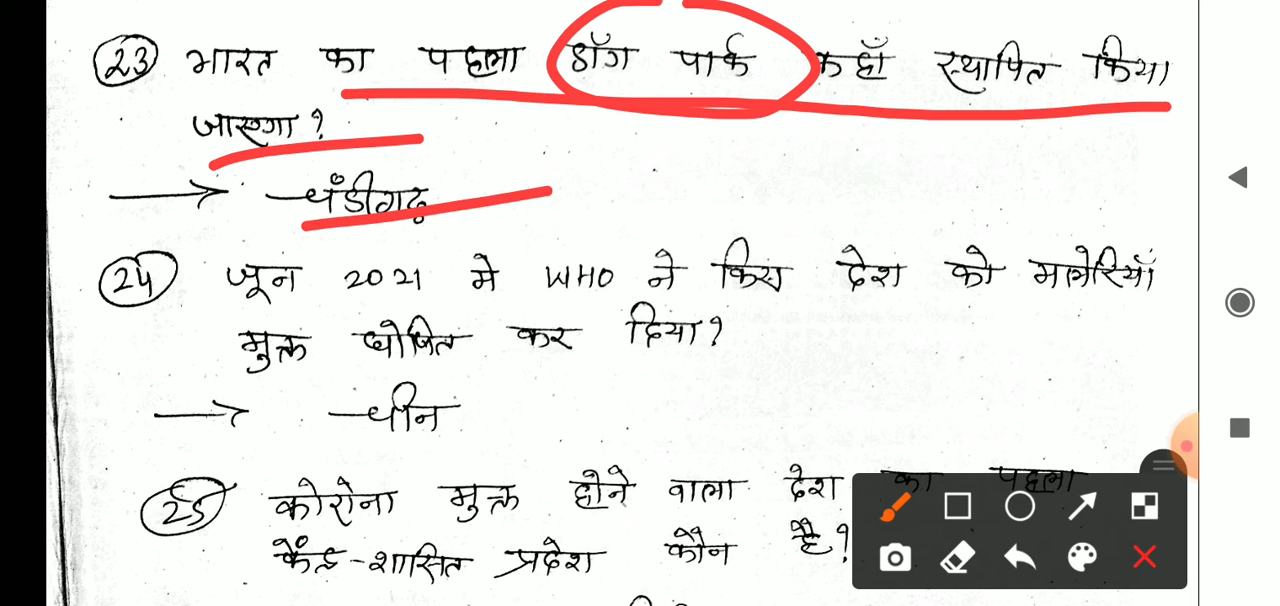 (23) भारत का पहला डॉग पार्क कहाँ स्थापित किया
जाएगा?
→ चंडीगढ़
(24) जून 2021 मे WHO ने किस देश को मलेरियाँ
मुक्त घोषित कर दिया?
→ चीन
(25) कोरोना मुक्त होने वाला देश का पहला
केंद्र-शासित प्रदेश कौन है?